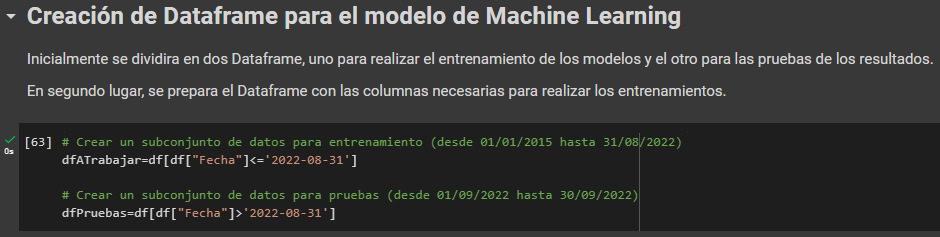 Creación de Dataframe para el modelo de Machine Learning
Inicialmente se dividira en dos Dataframe, uno para realizar el entrenamiento de los modelos y el otro para las pruebas de los resultados.
En segundo lugar, se prepara el Dataframe con las columnas necesarias para realizar los entrenamientos.
[63] # Crear un subconjunto de datos para entrenamiento (desde 01/01/2015 hasta 31/08/2022)
0s dfATrabajar=df[df["Fecha"]<='2022-08-31']
# Crear un subconjunto de datos para pruebas (desde 01/09/2022 hasta 30/09/2022)
dfPruebas=df[df["Fecha"]>'2022-08-31']